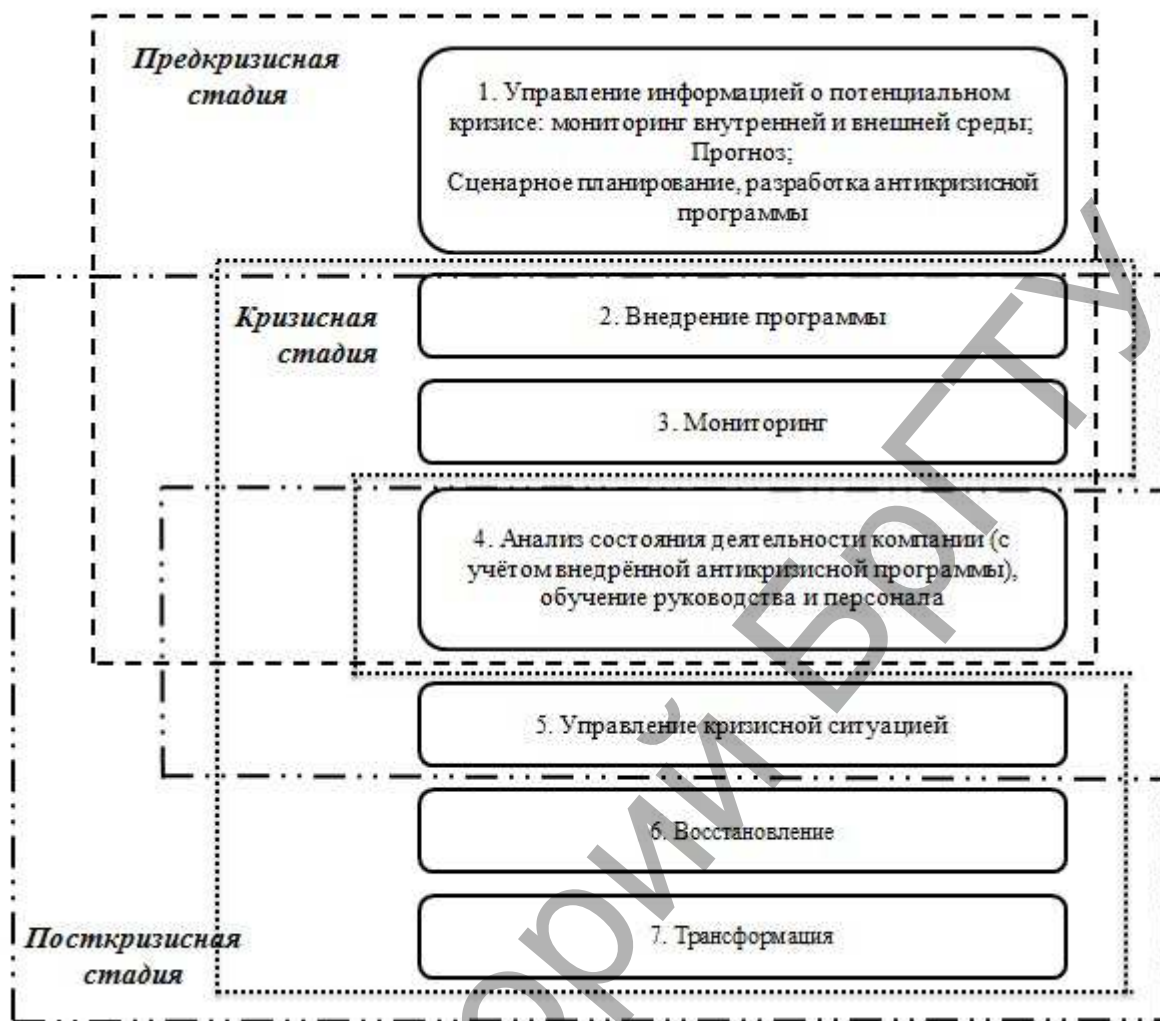 Предкризисная
стадия
1. Управление информацией о потенциальном
кризисе: мониторинг внутренней и внешней среды;
Прогноз;
Сценарное планирование, разработка антикризисной
программы
Кризисная
стадия
2. Внедрение программы
3. Мониторинг
4. Анализ состояния деятельности компании (с
учётом внедрённой антикризисной программы),
обучение руководства и персонала
5. Управление кризисной ситуацией
6. Восстановление
7. Трансформация
Посткризисная
стадия
орий БрГТУ